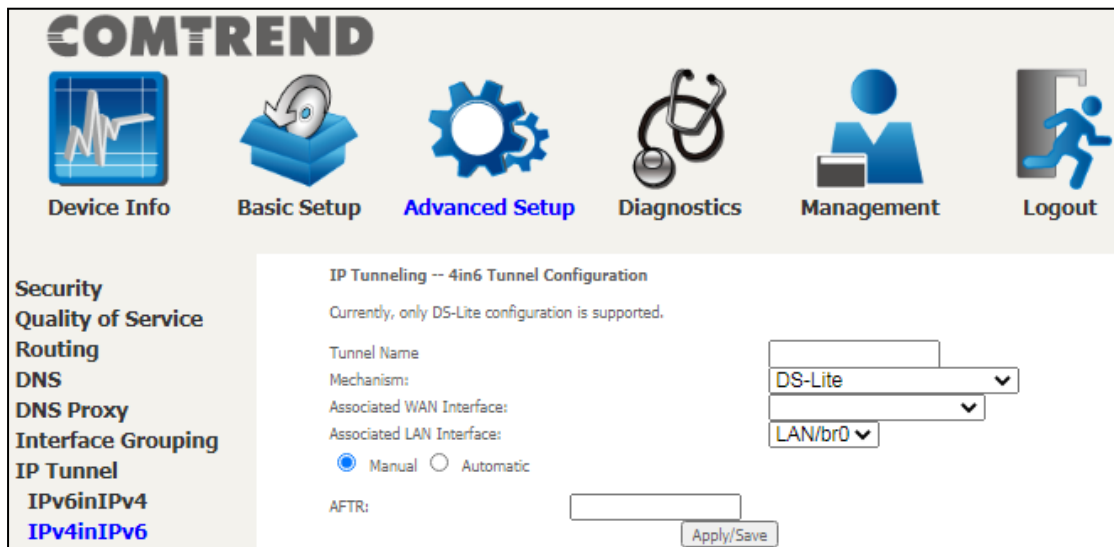 COMTREND
Device Info Basic Setup Advanced Setup Diagnostics Management Logout
Security
Quality of Service
Routing
DNS
DNS Proxy
Interface Grouping
IP Tunnel
IPv6inIPv4
IPv4inIPv6
IP Tunneling -- 4in6 Tunnel Configuration
Currently, only DS-Lite configuration is supported.
Tunnel Name
Mechanism: DS-Lite
Associated WAN Interface:
Associated LAN Interface: LAN/br0
Manual Automatic
AFTR:
Apply/Save